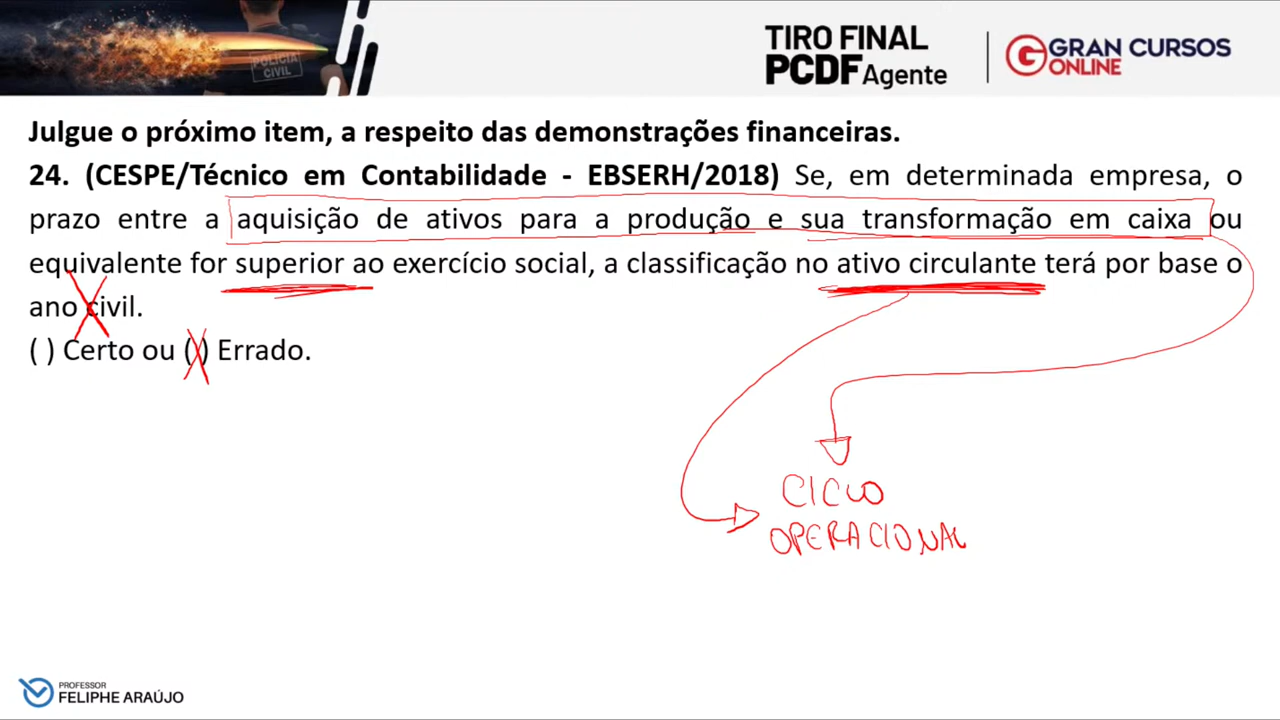 POLÍCIA
CIVIL
TIRO FINAL
PCDF Agente
GRAN CURSOS
ONLINE
Julgue o próximo item, a respeito das demonstrações financeiras.
24. (CESPE/Técnico em Contabilidade - EBSERH/2018) Se, em determinada empresa, o
prazo entre a aquisição de ativos para a produção e sua transformação em caixa ou
equivalente for superior ao exercício social, a classificação no ativo circulante terá por base o
ano civil.
( ) Certo ou ( ) Errado.
CICLO
OPERACIONAL
PROFESSOR
FELIPHE ARAÚJO